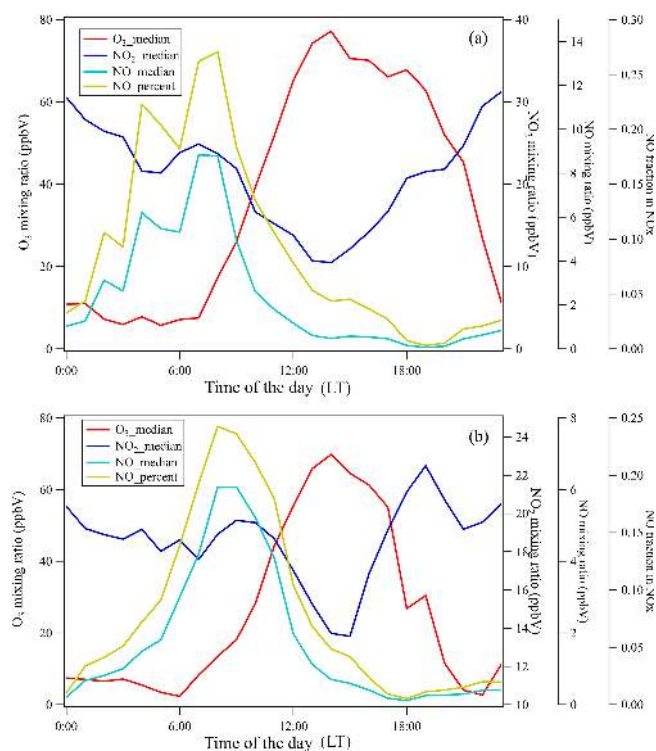 (a)
O₃_median
NO₂_median
NO_median
NO_percent
80
60
40
20
0
O₃ mixing ratio (ppbV)
40
30
20
10
0
NO₂ mixing ratio (ppbV)
14
12
10
8
6
4
2
0
NO mixing ratio (ppbV)
0.30
0.25
0.20
0.15
0.10
0.05
0.00
NO fraction in NOx
0:00 6:00 12:00 18:00
Time of the day (LT)
(b)
O₃_median
NO₂_median
NO_median
NO_percent
80
60
40
20
0
O₃ mixing ratio (ppbV)
24
22
20
18
16
14
12
10
NO₂ mixing ratio (ppbV)
8
6
4
2
0
NO mixing ratio (ppbV)
0.25
0.20
0.15
0.10
0.05
0.00
NO fraction in NOx
0:00 6:00 12:00 18:00
Time of the day (LT)